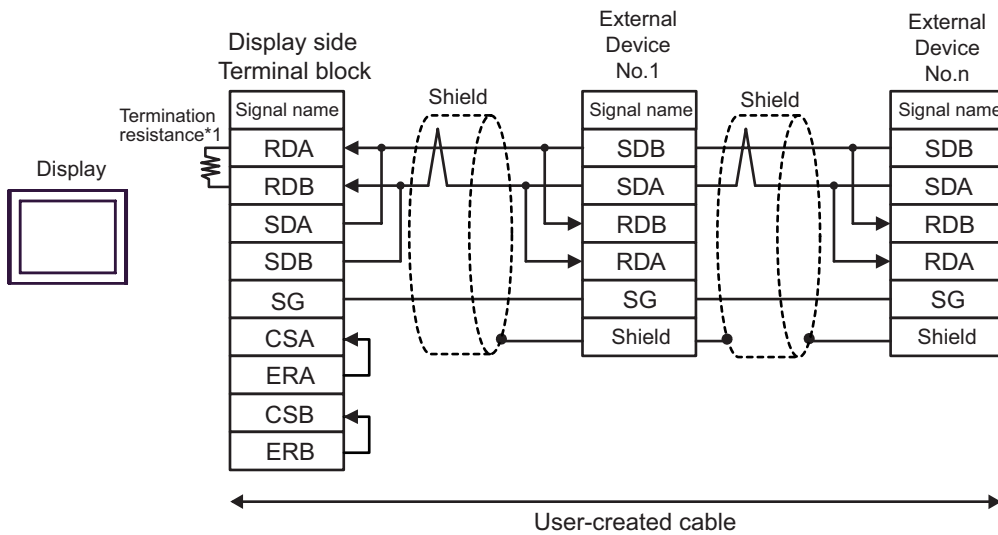 Display
Termination
resistance*1
Display side
Terminal block
Signal name
RDA
RDB
SDA
SDB
SG
CSA
ERA
CSB
ERB
Shield
External
Device
No.1
Signal name
SDB
SDA
RDB
RDA
SG
Shield
Shield
External
Device
No.n
Signal name
SDB
SDA
RDB
RDA
SG
Shield
User-created cable